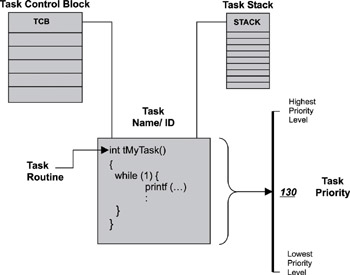 Task Control Block
TCB
Task Stack
STACK
Task
Name/ ID
Highest
Priority
Level
int tMyTask()
{
while (1) {
printf (...)
:
}
}
Task
Routine
130
Task
Priority
Lowest
Priority
Level